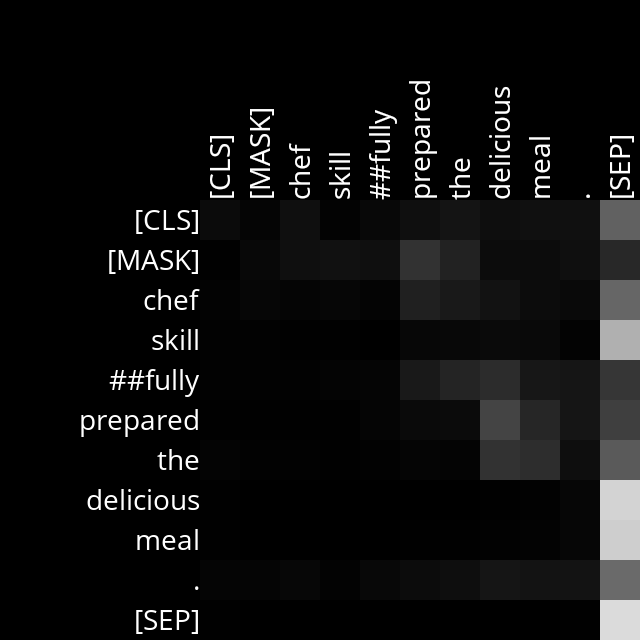 [CLS] [MASK] chef skill ##fully prepared the delicious meal . [SEP]
[CLS]
[MASK]
chef
skill
##fully
prepared
the
delicious
meal
.
[SEP]